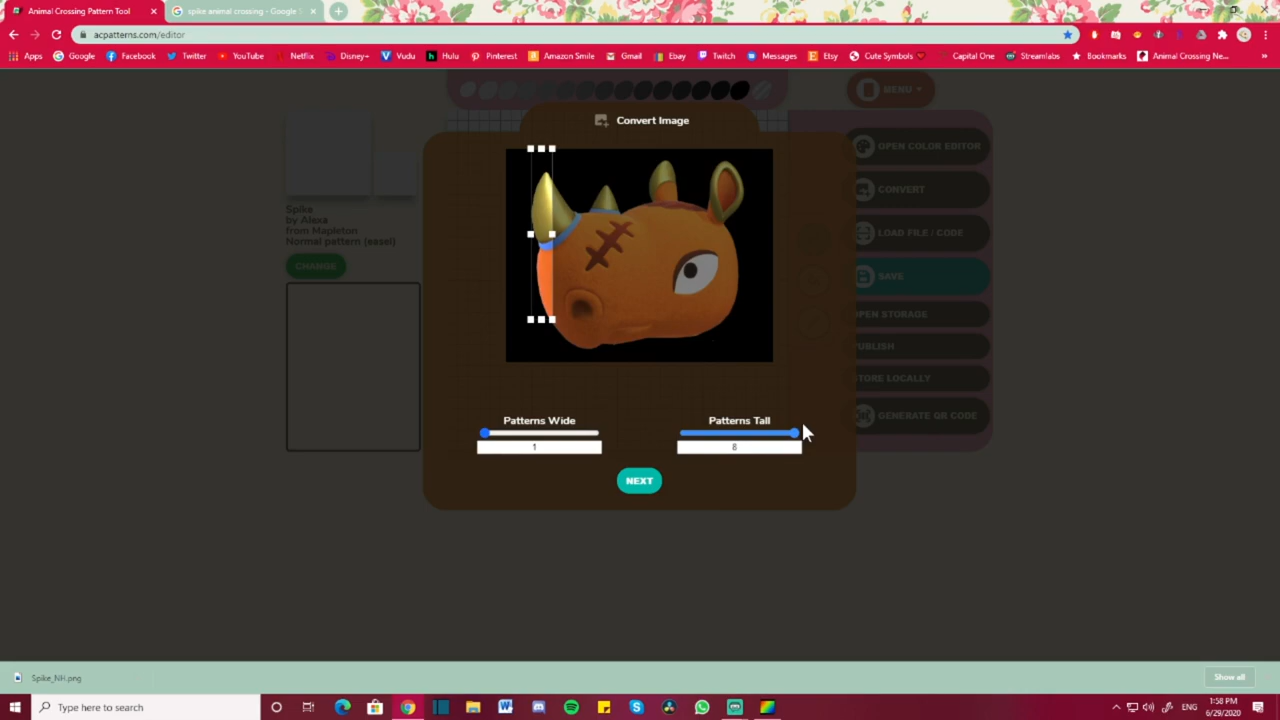 Animal Crossing Pattern Tool
spike animal crossing - Google
acpatterns.com/editor
Apps Google Facebook Twitter YouTube Netflix Disney+ Vudu Hulu Pinterest Amazon Smile Gmail Ebay Twitch Messages Etsy Cute Symbols Capital One Streamlabs Bookmarks Animal Crossing Ne...
MENU
Convert Image
OPEN COLOR EDITOR
CONVERT
Spike
by Alexa
from Mapleton
Normal pattern (easel)
LOAD FILE / CODE
CHANGE
SAVE
OPEN STORAGE
PUBLISH
STORE LOCALLY
GENERATE QR CODE
Patterns Wide Patterns Tall
1 8
NEXT
Spike_NH.png
Show all
Type here to search
ENG
1:58 PM
6/29/2020